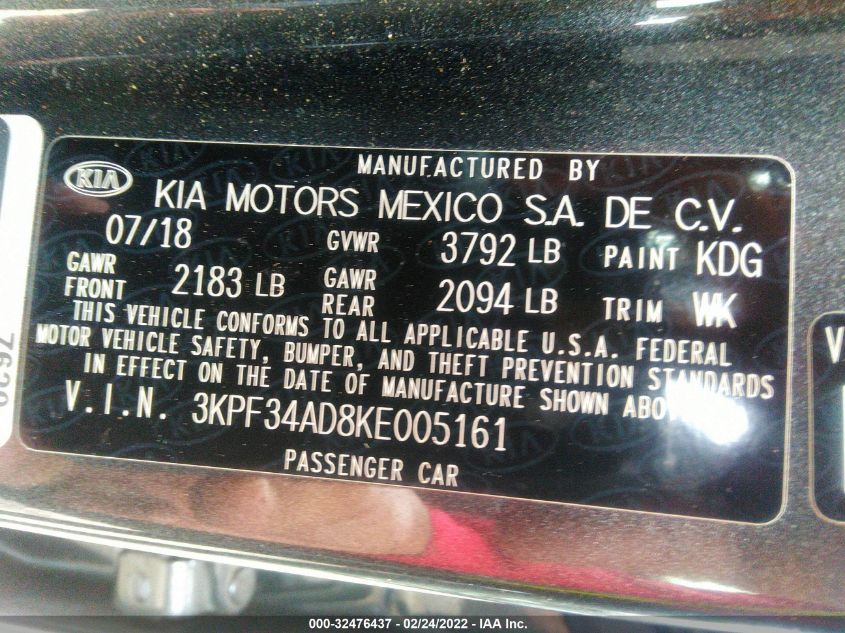 MANUFACTURED BY
KIA KIA MOTORS MEXICO S.A. DE C.V.
07/18 GVWR 3792 LB PAINT KDG
GAWR FRONT 2183 LB GAWR REAR 2094 LB TRIM WK
THIS VEHICLE CONFORMS TO ALL APPLICABLE U.S.A. FEDERAL
MOTOR VEHICLE SAFETY, BUMPER, AND THEFT PREVENTION STANDARDS
IN EFFECT ON THE DATE OF MANUFACTURE SHOWN
V.I.N. 3KPF34AD8KE005161
PASSENGER CAR
000-32476437 - 02/24/2022 - IAA Inc.